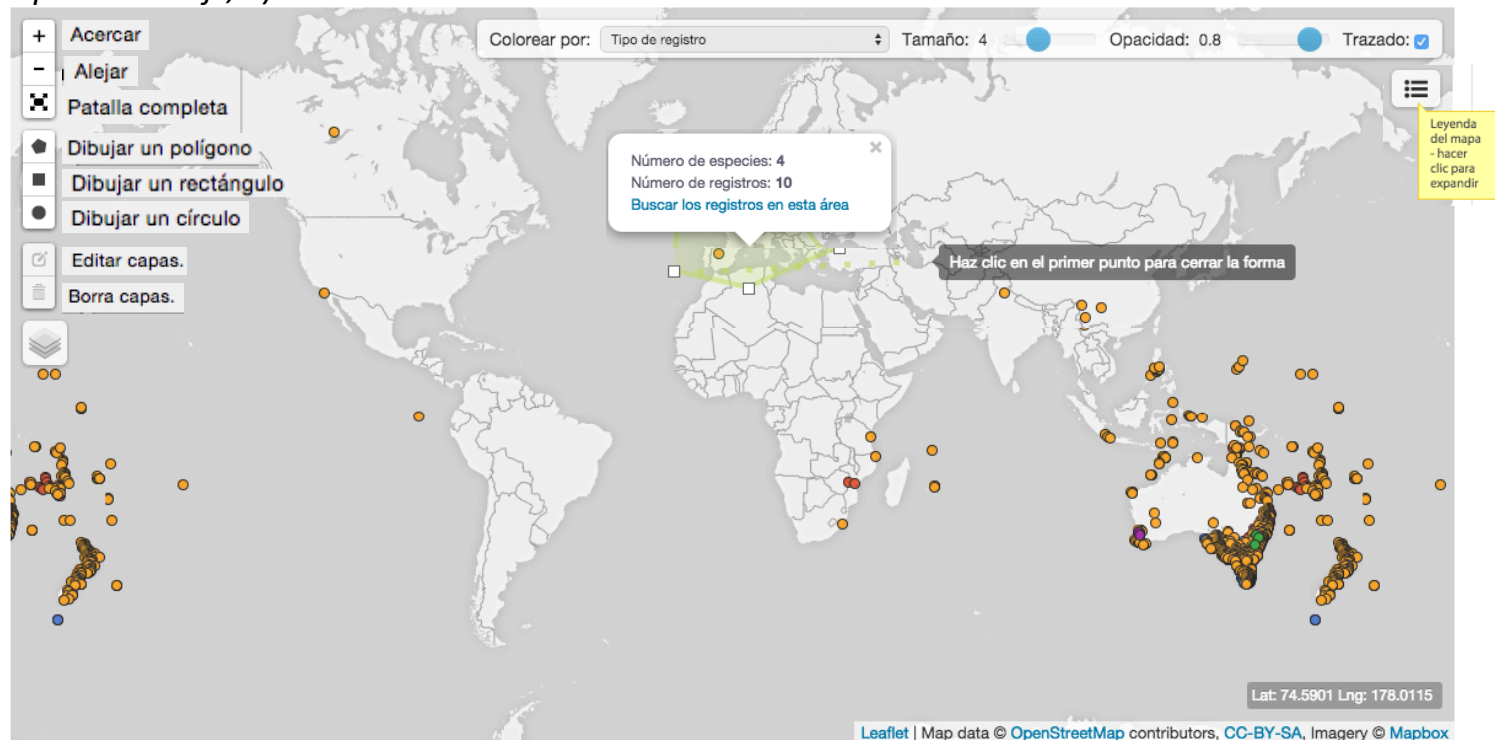 + Acercar
- Alejar
Patalla completa
Dibujar un polígono
Dibujar un rectángulo
Dibujar un círculo
Editar capas.
Borra capas.
Colorear por: Tipo de registro Tamaño: 4 Opacidad: 0.8 Trazado:
Leyenda
del mapa
- hacer
clic para
expandir
×
Número de especies: 4
Número de registros: 10
Buscar los registros en esta área
Haz clic en el primer punto para cerrar la forma
Lat: 74.5901 Lng: 178.0115
Leaflet | Map data © OpenStreetMap contributors, CC-BY-SA, Imagery © Mapbox